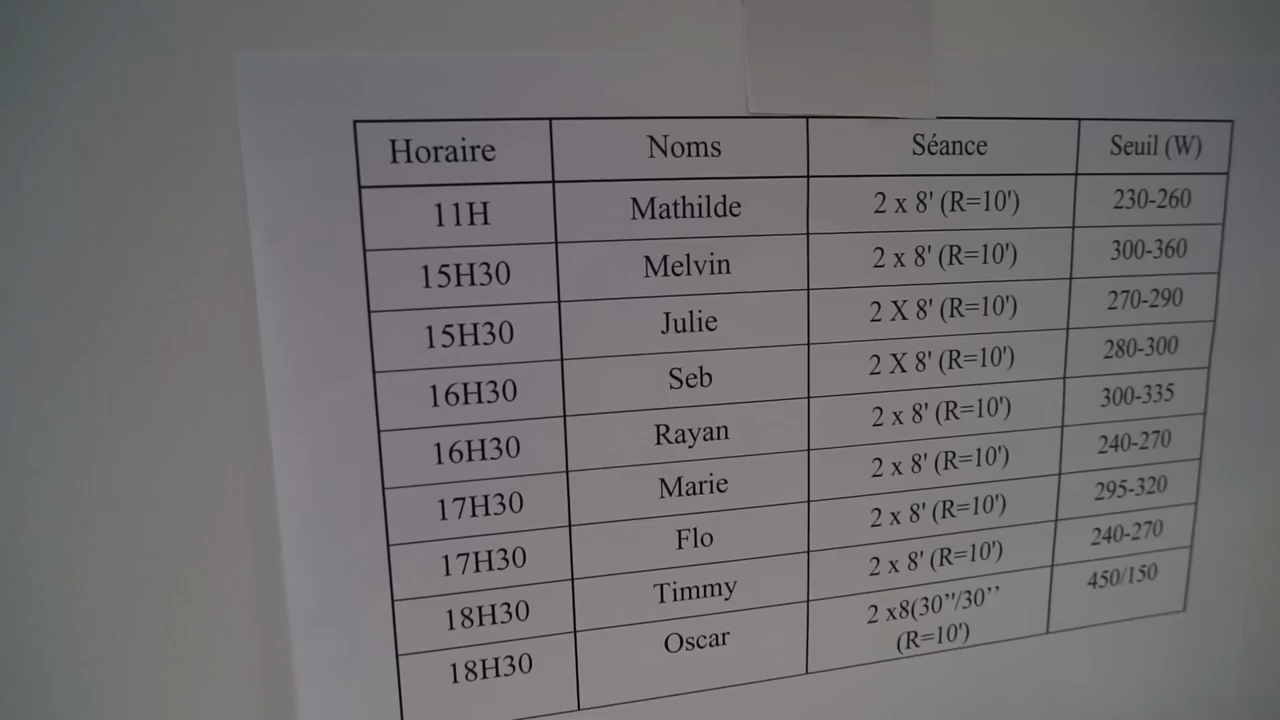 Horaire Noms Séance Seuil (W)
11H Mathilde 2 x 8' (R=10') 230-260
15H30 Melvin 2 x 8' (R=10') 300-360
15H30 Julie 2 X 8' (R=10') 270-290
16H30 Seb 2 X 8' (R=10') 280-300
16H30 Rayan 2 x 8' (R=10') 300-335
17H30 Marie 2 x 8' (R=10') 240-270
17H30 Flo 2 x 8' (R=10') 295-320
18H30 Timmy 2 x 8' (R=10') 240-270
18H30 Oscar 2 x8(30’’/30’’ 450/150
(R=10')